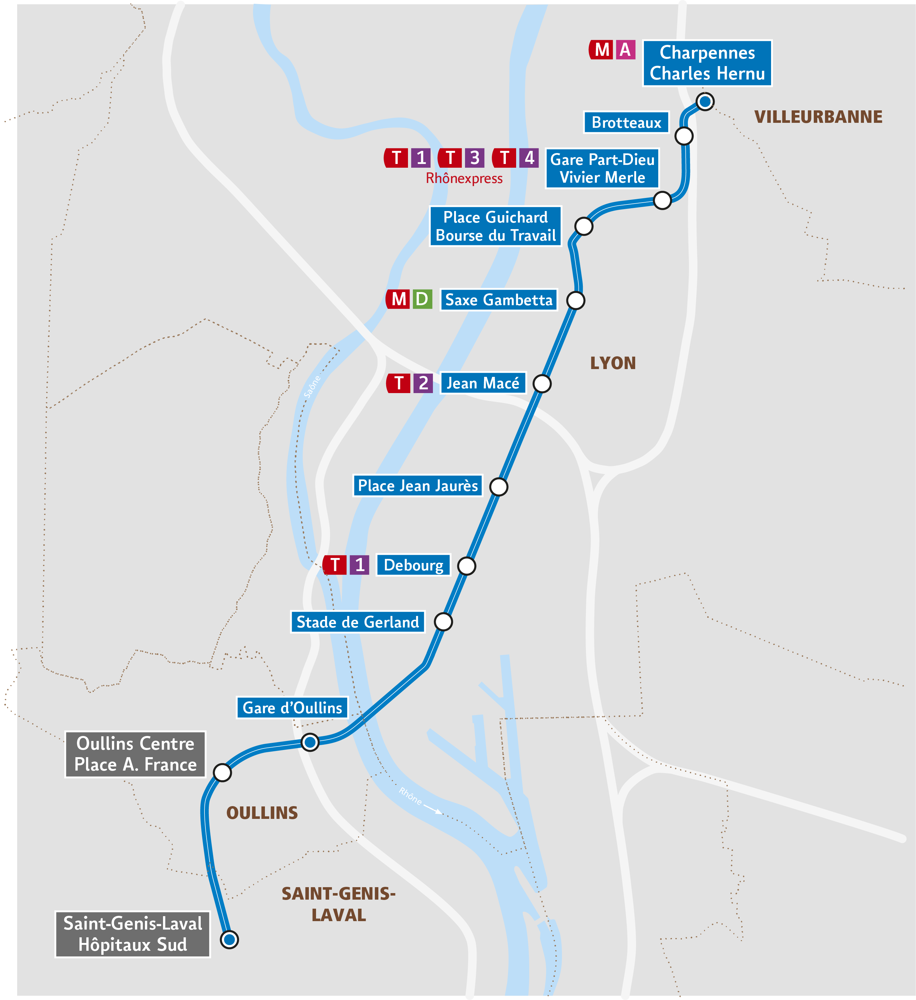 M A
Charpennes
Charles Hernu
VILLEURBANNE
Brotteaux
T 1 T 3 T 4
Rhônexpress
Gare Part-Dieu
Vivier Merle
Place Guichard
Bourse du Travail
M D
Saxe Gambetta
LYON
T 2
Jean Macé
Saône
Place Jean Jaurès
T 1
Debourg
Stade de Gerland
Gare d'Oullins
Oullins Centre
Place A. France
Rhône
OULLINS
SAINT-GENIS-
LAVAL
Saint-Genis-Laval
Hôpitaux Sud